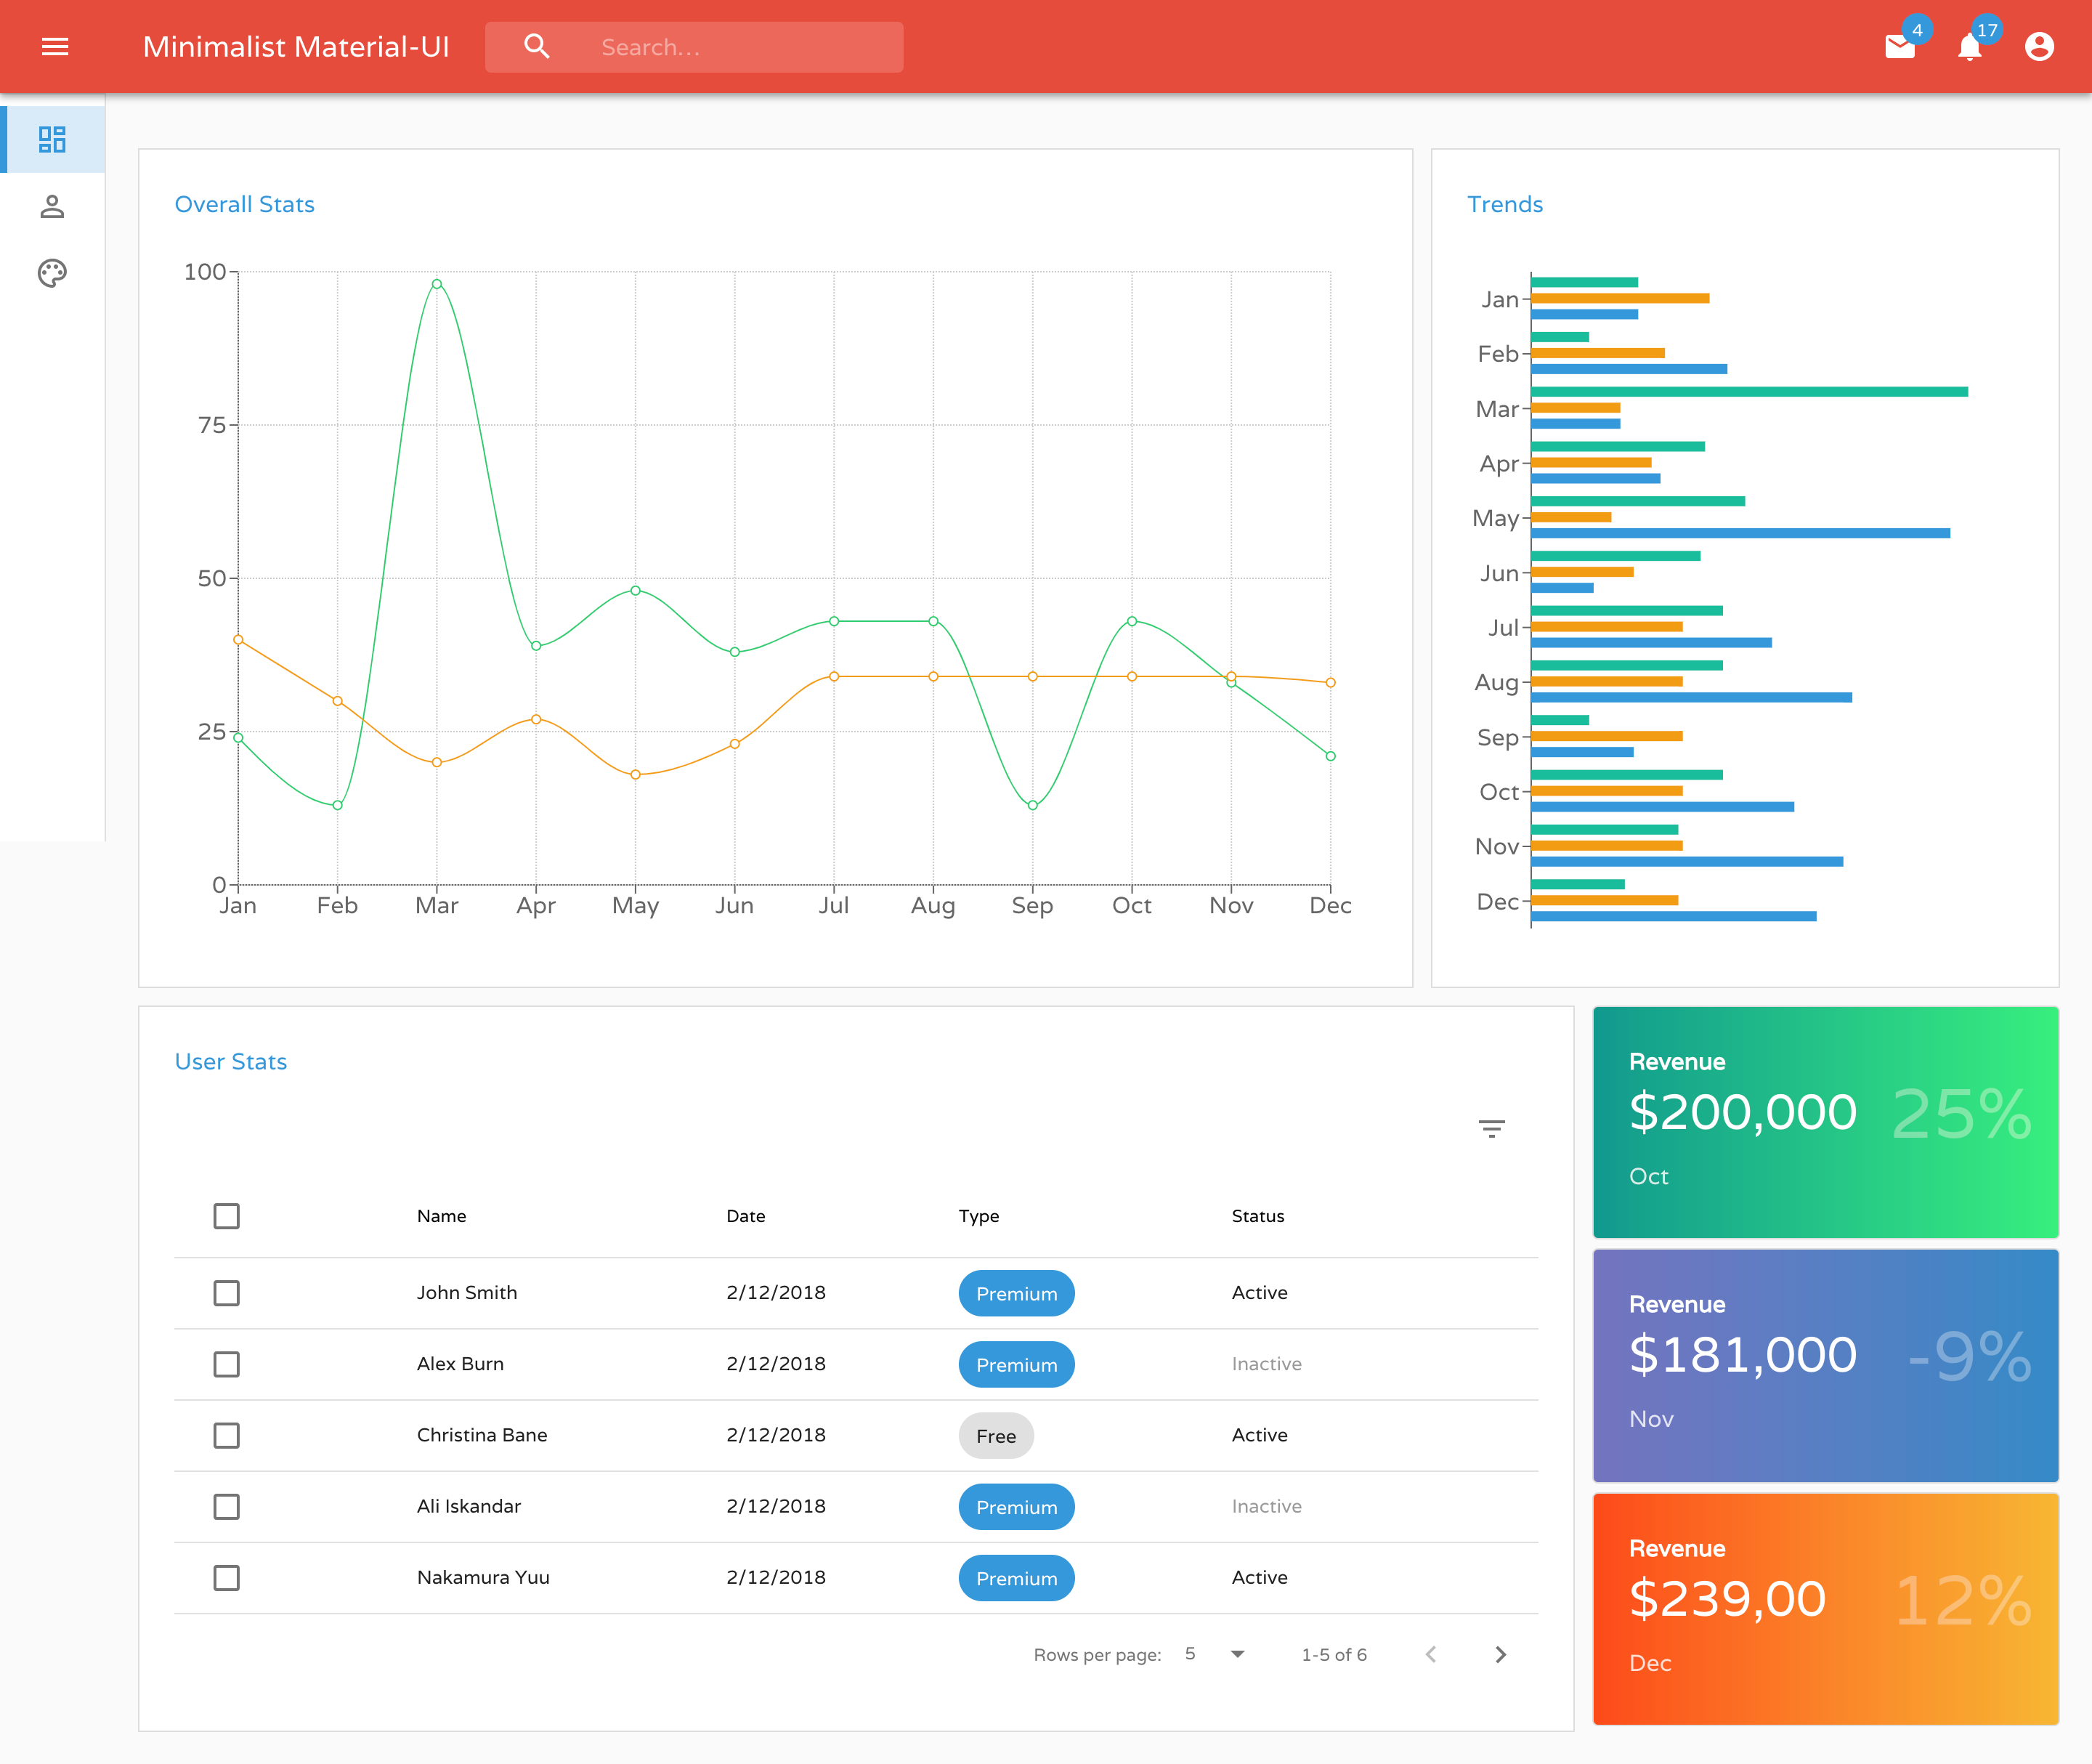 Minimalist Material-UI
Search...
4
17
Overall Stats
100
75
50
25
0
Jan Feb Mar Apr May Jun Jul Aug Sep Oct Nov Dec
Trends
Jan
Feb
Mar
Apr
May
Jun
Jul
Aug
Sep
Oct
Nov
Dec
User Stats
Name Date Type Status
John Smith 2/12/2018 Premium Active
Alex Burn 2/12/2018 Premium Inactive
Christina Bane 2/12/2018 Free Active
Ali Iskandar 2/12/2018 Premium Inactive
Nakamura Yuu 2/12/2018 Premium Active
Rows per page: 5 1-5 of 6
Revenue
$200,000 25%
Oct
Revenue
$181,000 -9%
Nov
Revenue
$239,00 12%
Dec